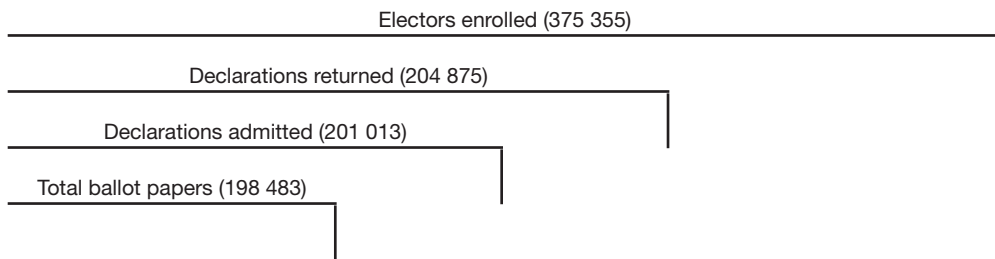 Electors enrolled (375 355)
Declarations returned (204 875)
Declarations admitted (201 013)
Total ballot papers (198 483)